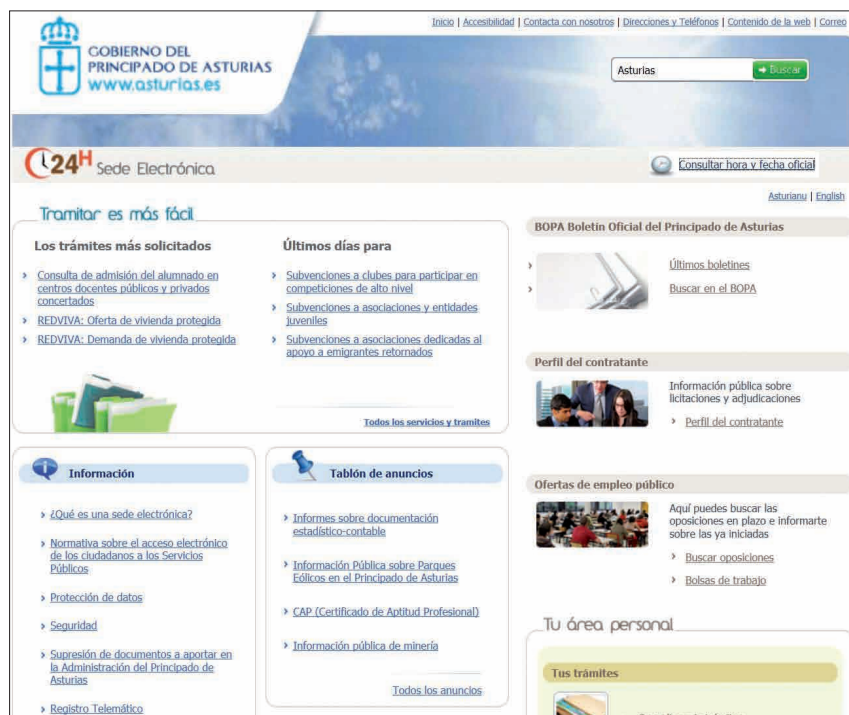 Inicio | Accesibilidad | Contacta con nosotros | Direcciones y Teléfonos | Contenido de la web | Correo
GOBIERNO DEL
PRINCIPADO DE ASTURIAS
www.asturias.es
Asturias
Buscar
24H Sede Electrónica
Consultar hora y fecha oficial
Asturianu | English
Tramitar es más fácil
Los trámites más solicitados
Consulta de admisión del alumnado en
centros docentes públicos y privados
concertados
REDVIVA: Oferta de vivienda protegida
REDVIVA: Demanda de vivienda protegida
Últimos días para
Subvenciones a clubes para participar en
competiciones de alto nivel
Subvenciones a asociaciones y entidades
juveniles
Subvenciones a asociaciones dedicadas al
apoyo a emigrantes retornados
Todos los servicios y tramites
Información
¿Qué es una sede electrónica?
Normativa sobre el acceso electrónico
de los ciudadanos a los Servicios
Públicos
Protección de datos
Seguridad
Supresión de documentos a aportar en
la Administración del Principado de
Asturias
Registro Telemático
Tablón de anuncios
Informes sobre documentación
estadístico-contable
Información Pública sobre Parques
Eólicos en el Principado de Asturias
CAP (Certificado de Aptitud Profesional)
Información pública de minería
Todos los anuncios
BOPA Boletín Oficial del Principado de Asturias
Últimos boletines
Buscar en el BOPA
Perfil del contratante
Información pública sobre
licitaciones y adjudicaciones
Perfil del contratante
Ofertas de empleo público
Aquí puedes buscar las
oposiciones en plazo e informarte
sobre las ya iniciadas
Buscar oposiciones
Bolsas de trabajo
Tu área personal
Tus trámites